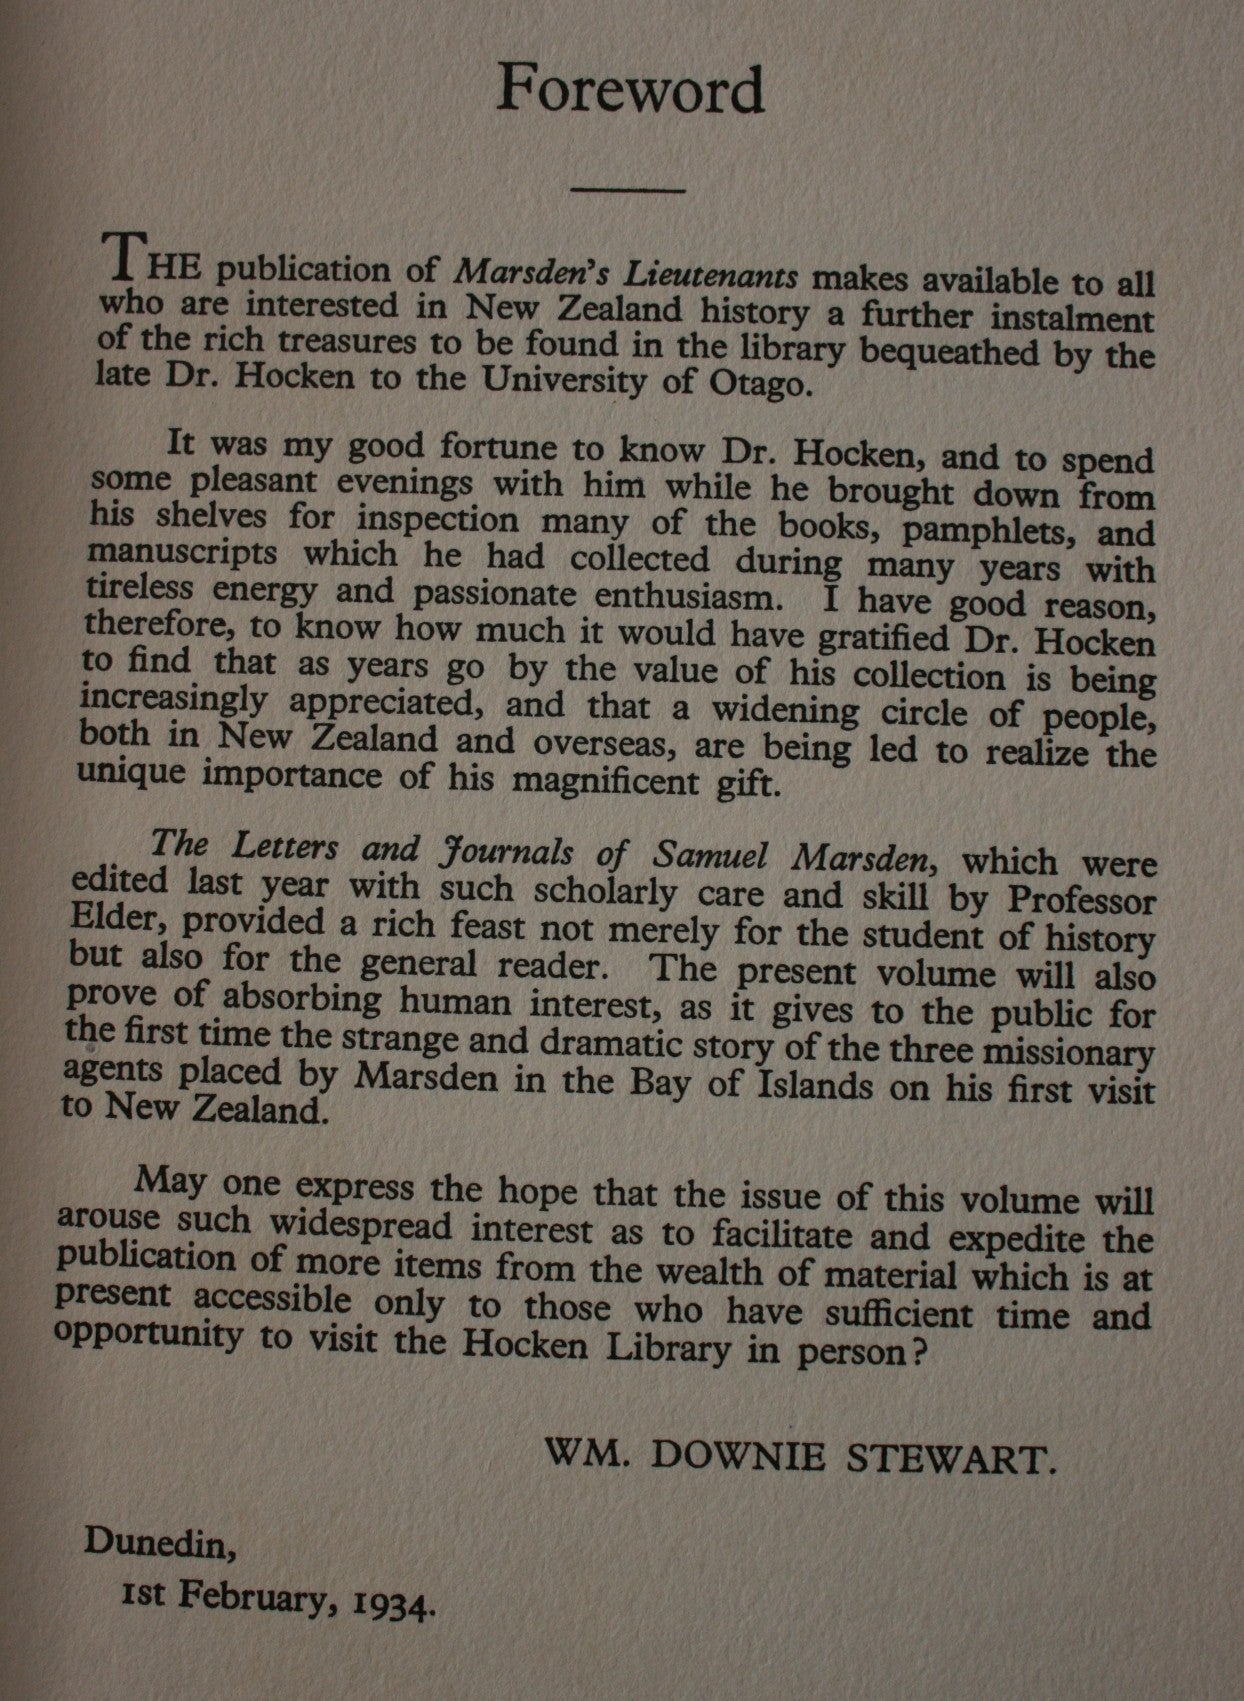 Foreword
THE publication of Marsden's Lieutenants makes available to all
who are interested in New Zealand history a further instalment
of the rich treasures to be found in the library bequeathed by the
late Dr. Hocken to the University of Otago.
It was my good fortune to know Dr. Hocken, and to spend
some pleasant evenings with him while he brought down from
his shelves for inspection many of the books, pamphlets, and
manuscripts which he had collected during many years with
tireless energy and passionate enthusiasm. I have good reason,
therefore, to know how much it would have gratified Dr. Hocken
to find that as years go by the value of his collection is being
increasingly appreciated, and that a widening circle of people,
both in New Zealand and overseas, are being led to realize the
unique importance of his magnificent gift.
The Letters and Journals of Samuel Marsden, which were
edited last year with such scholarly care and skill by Professor
Elder, provided a rich feast not merely for the student of history
but also for the general reader. The present volume will also
prove of absorbing human interest, as it gives to the public for
the first time the strange and dramatic story of the three missionary
agents placed by Marsden in the Bay of Islands on his first visit
to New Zealand.
May one express the hope that the issue of this volume will
arouse such widespread interest as to facilitate and expedite the
publication of more items from the wealth of material which is at
present accessible only to those who have sufficient time and
opportunity to visit the Hocken Library in person?
WM. DOWNIE STEWART.
Dunedin,
1st February, 1934.